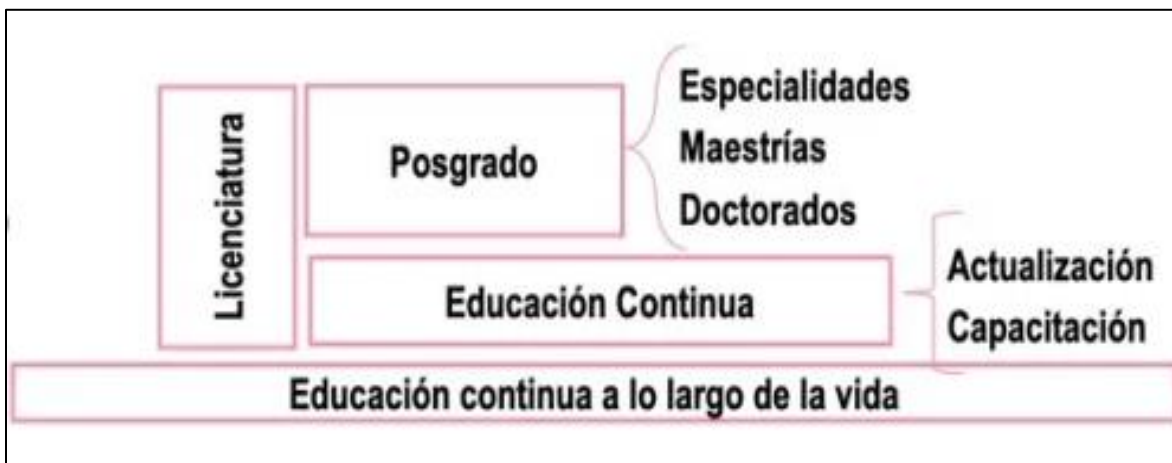 Licenciatura
Posgrado
Especialidades
Maestrías
Doctorados
Educación Continua
Actualización
Capacitación
Educación continua a lo largo de la vida